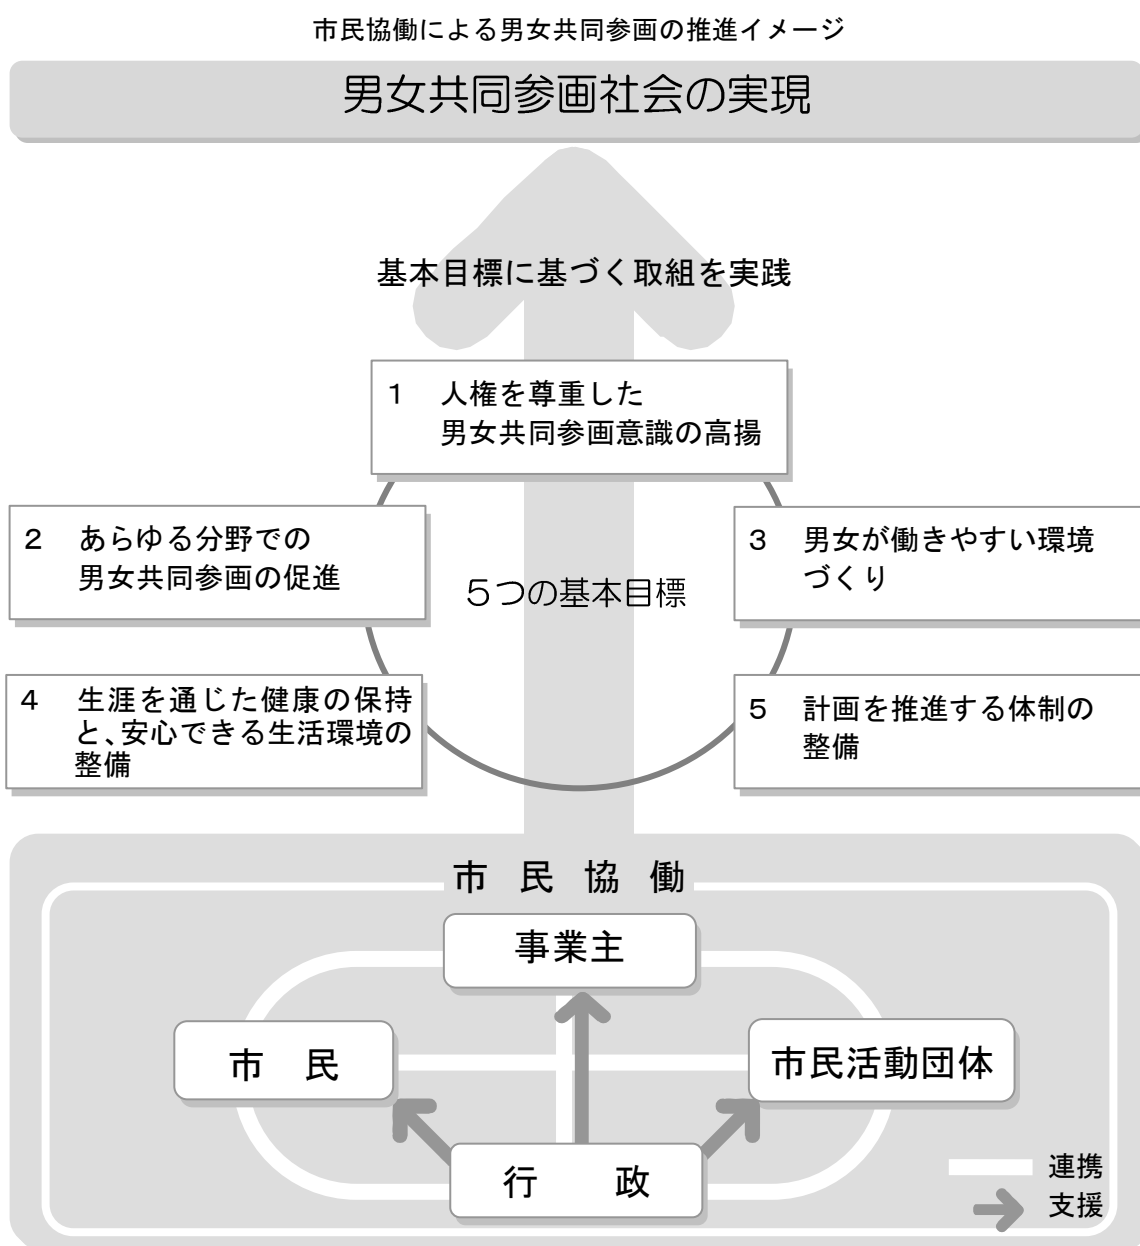 市民協働による男女共同参画の推進イメージ
男女共同参画社会の実現
基本目標に基づく取組を実践
1 人権を尊重した
男女共同参画意識の高揚
2 あらゆる分野での
男女共同参画の促進
3 男女が働きやすい環境
づくり
5つの基本目標
4 生涯を通じた健康の保持
と、安心できる生活環境の
整備
5 計画を推進する体制の
整備
市民協働
事業主
市民
市民活動団体
行政
連携
支援